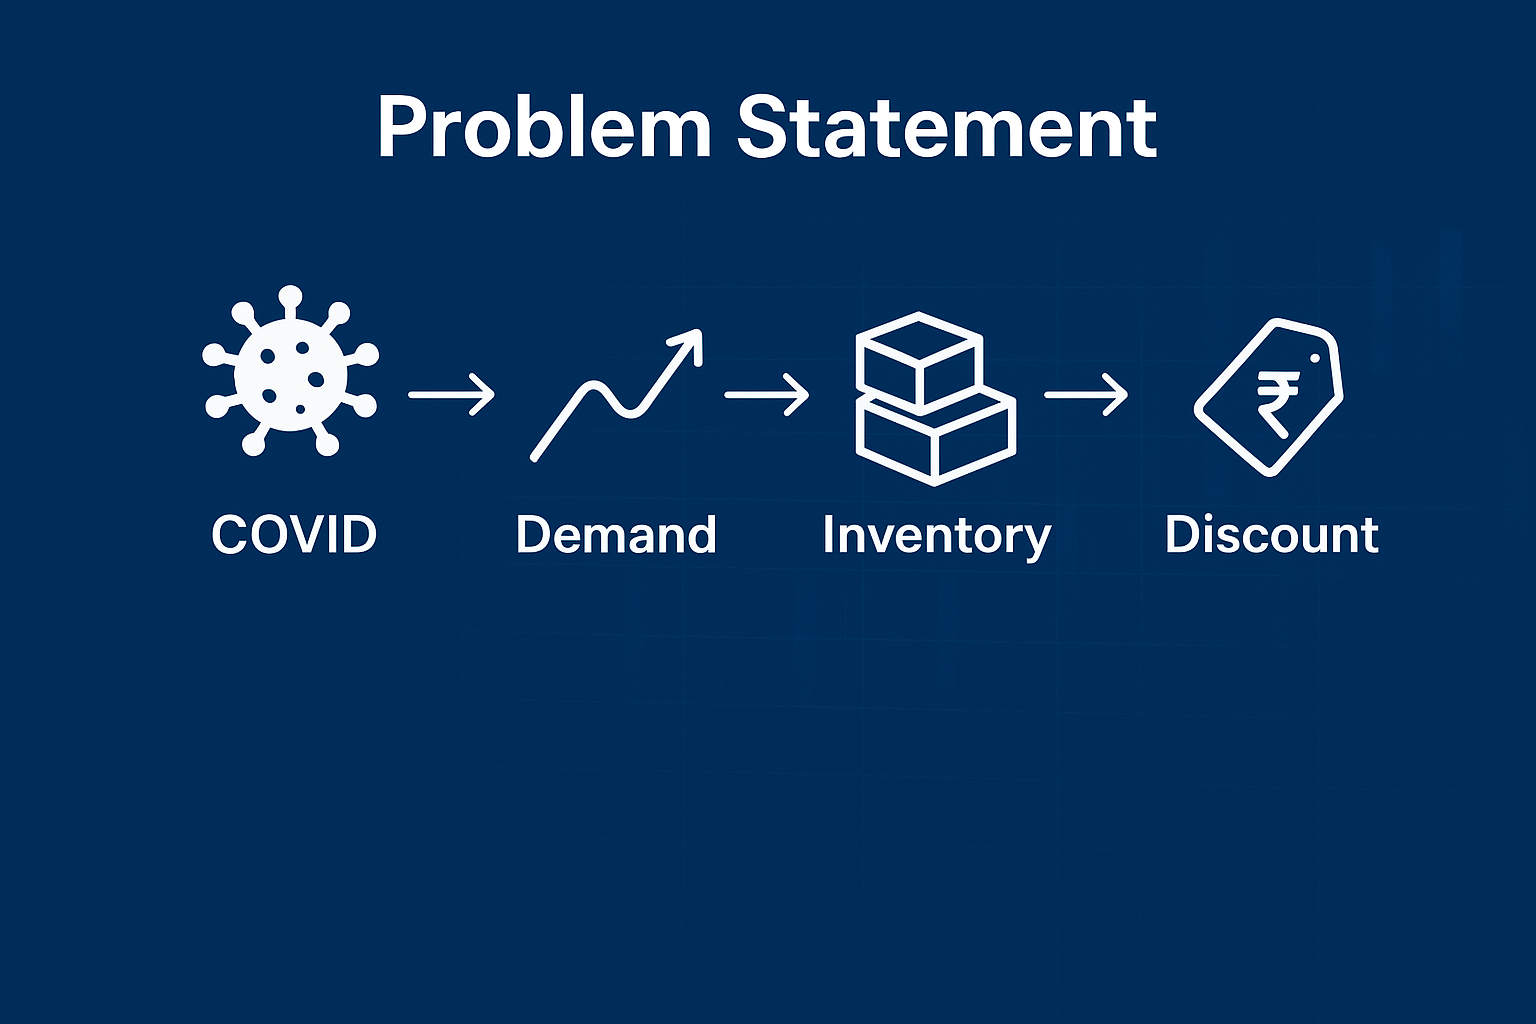 Problem Statement
₹
COVID
Demand
Inventory
Discount